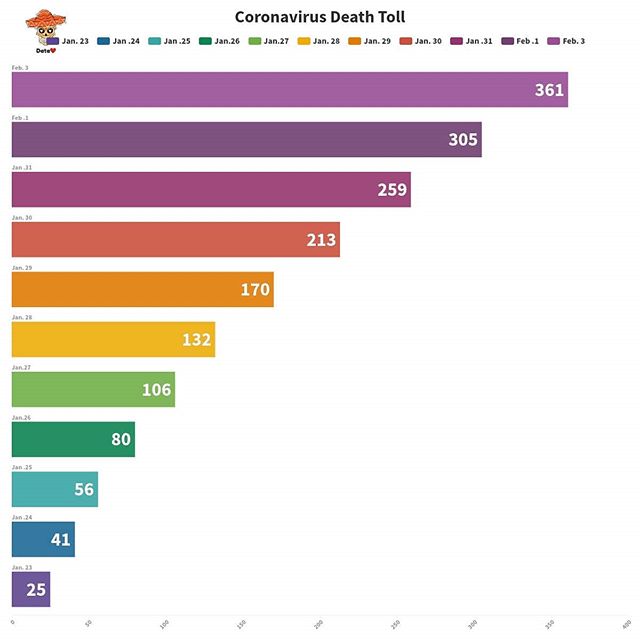 Coronavirus Death Toll
Data
Jan. 23 Jan .24 Jan .25 Jan.26 Jan.27 Jan. 28 Jan. 29 Jan. 30 Jan .31 Feb .1 Feb. 3
Feb. 3
361
Feb .1
305
Jan .31
259
Jan. 30
213
Jan. 29
170
Jan. 28
132
Jan.27
106
Jan.26
80
Jan .25
56
Jan .24
41
Jan. 23
25
0 50 100 150 200 250 300 350 400